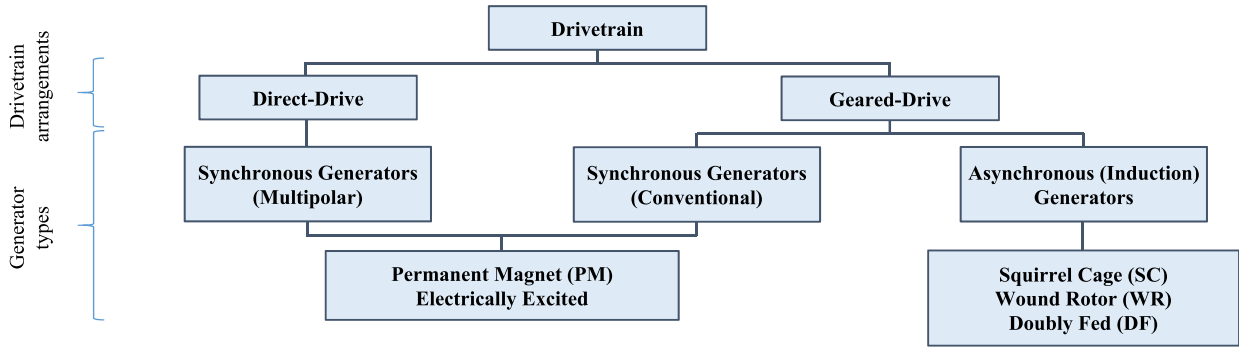 Drivetrain
Drivetrain
arrangements
Direct-Drive
Geared-Drive
Generator
types
Synchronous Generators
(Multipolar)
Synchronous Generators
(Conventional)
Asynchronous (Induction)
Generators
Permanent Magnet (PM)
Electrically Excited
Squirrel Cage (SC)
Wound Rotor (WR)
Doubly Fed (DF)